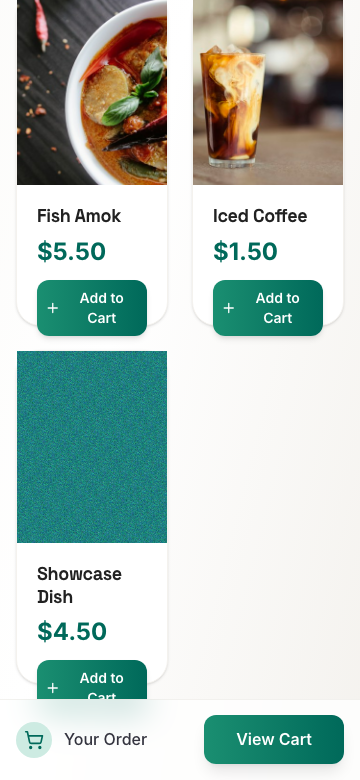 Fish Amok
$5.50
+ Add to
Cart
Iced Coffee
$1.50
+ Add to
Cart
Showcase
Dish
$4.50
+ Add to
Cart
Your Order
View Cart